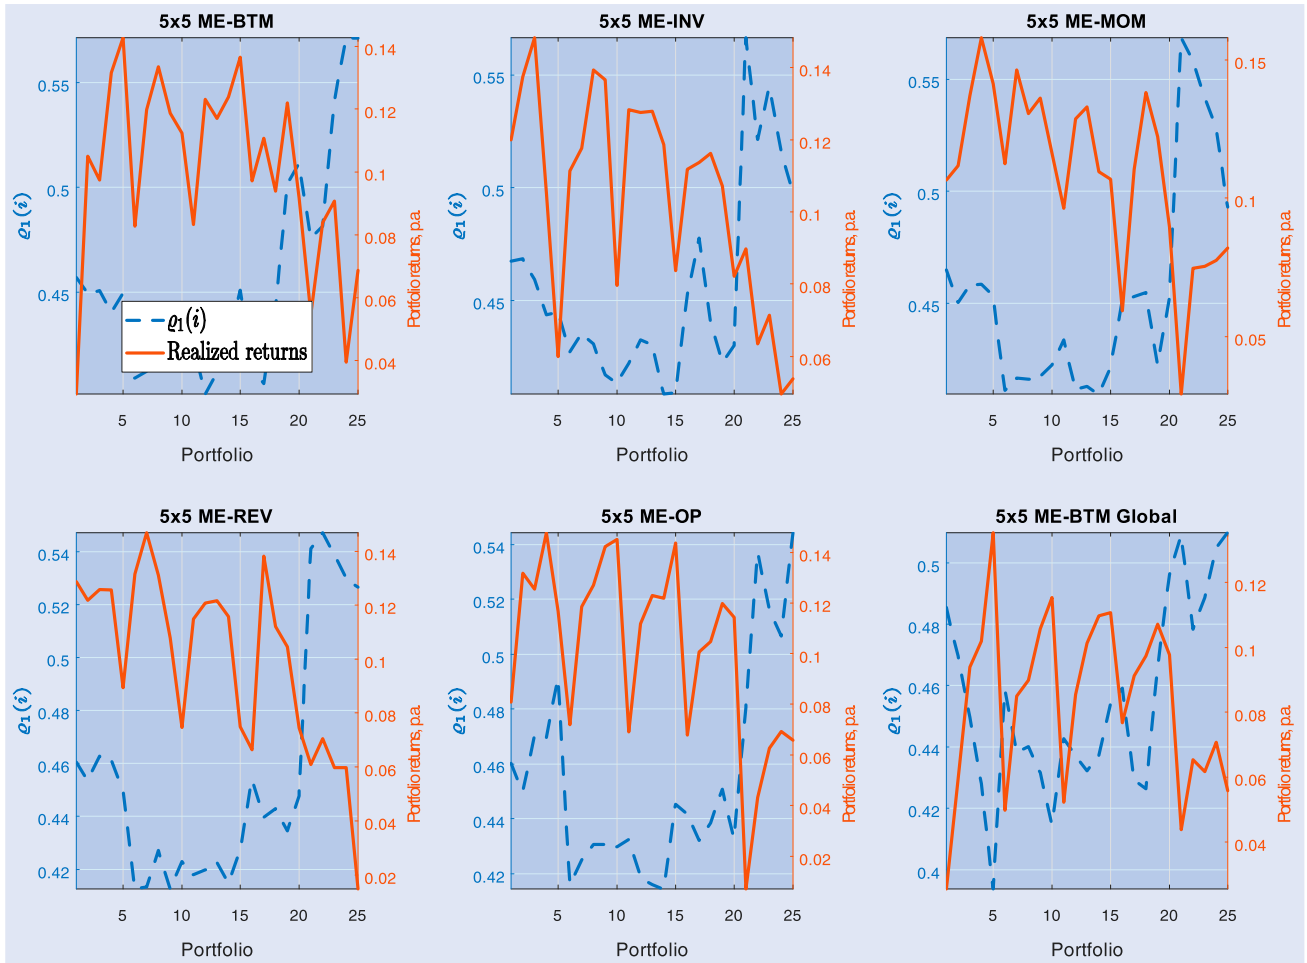 5x5 ME-BTM
5x5 ME-INV
5x5 ME-MOM
0.55
0.5
0.45
ϱ₁(i)
0.14
0.12
0.1
0.08
0.06
0.04
Portfolio returns, p.a.
ϱ₁(i)
Realized returns
5 10 15 20 25
Portfolio
0.55
0.5
0.45
ϱ₁(i)
0.14
0.12
0.1
0.08
0.06
Portfolio returns, p.a.
5 10 15 20 25
Portfolio
0.55
0.5
0.45
ϱ₁(i)
0.15
0.1
0.05
Portfolio returns, p.a.
5 10 15 20 25
Portfolio
5x5 ME-REV
5x5 ME-OP
5x5 ME-BTM Global
0.54
0.52
0.5
0.48
0.46
0.44
0.42
ϱ₁(i)
0.14
0.12
0.1
0.08
0.06
0.04
0.02
Portfolio returns, p.a.
5 10 15 20 25
Portfolio
0.54
0.52
0.5
0.48
0.46
0.44
0.42
ϱ₁(i)
0.14
0.12
0.1
0.08
0.06
0.04
0.02
Portfolio returns, p.a.
5 10 15 20 25
Portfolio
0.5
0.48
0.46
0.44
0.42
0.4
ϱ₁(i)
0.12
0.1
0.08
0.06
0.04
Portfolio returns, p.a.
5 10 15 20 25
Portfolio